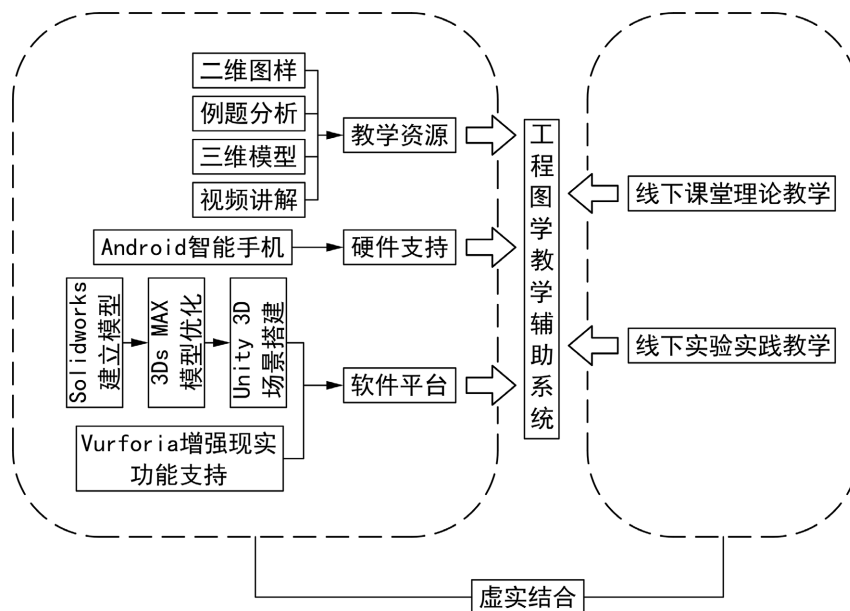 二维图样
例题分析
三维模型
视频讲解
教学资源
Android智能手机
硬件支持
Solidworks
建立模型
3Ds MAX
模型优化
Unity 3D
场景搭建
软件平台
Vurforia增强现实
功能支持
工程图学教学辅助系统
线下课堂理论教学
线下实验实践教学
虚实结合